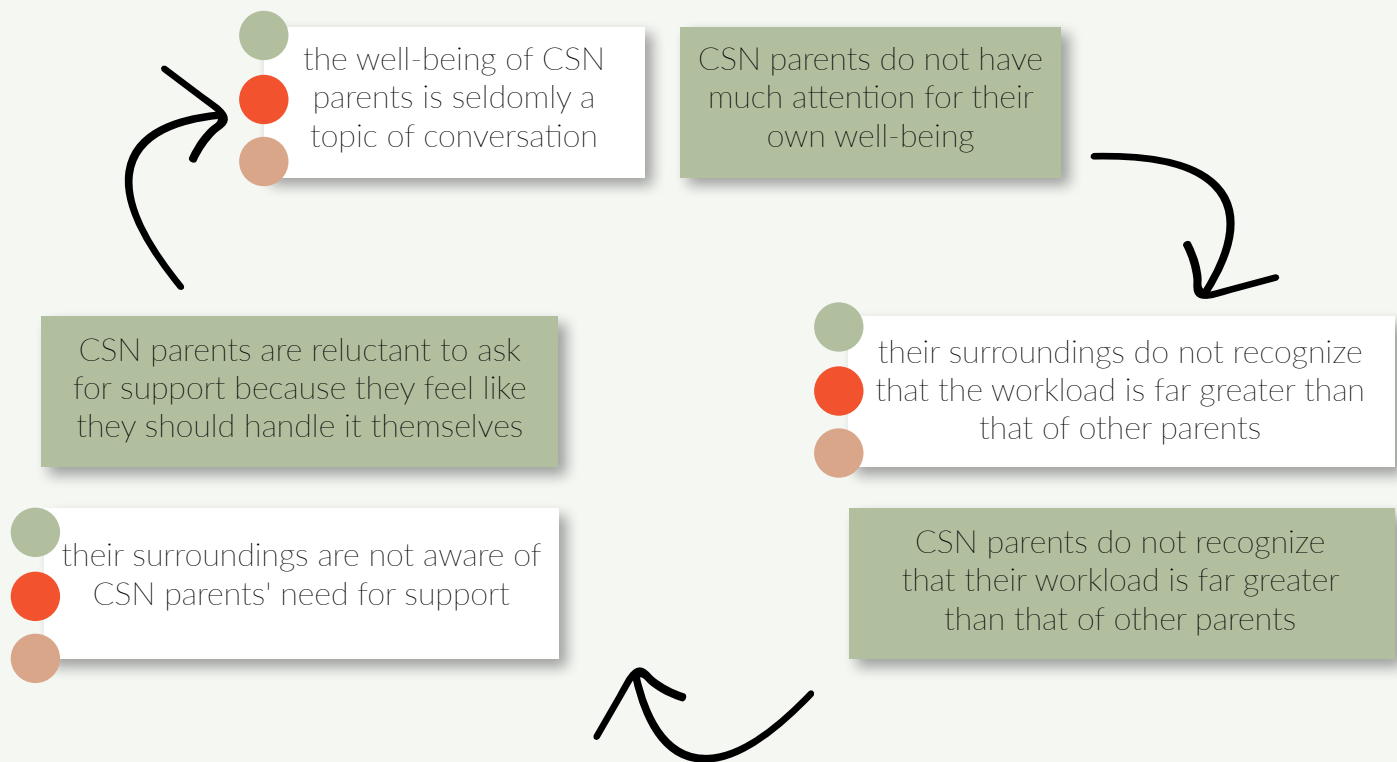 the well-being of CSN
parents is seldomly a
topic of conversation
CSN parents do not have
much attention for their
own well-being
their surroundings do not recognize
that the workload is far greater than
that of other parents
CSN parents do not recognize
that their workload is far greater
than that of other parents
CSN parents are reluctant to ask
for support because they feel like
they should handle it themselves
their surroundings are not aware of
CSN parents' need for support